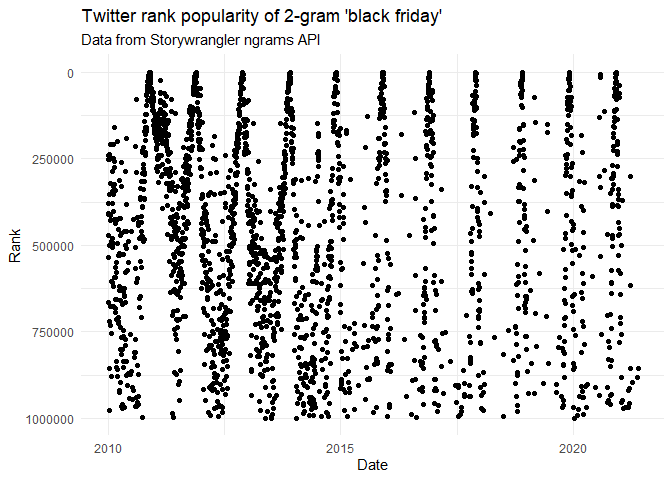 Twitter rank popularity of 2-gram 'black friday'
Data from Storywrangler ngrams API
0
250000
500000
750000
1000000
Rank
2010
2015
2020
Date